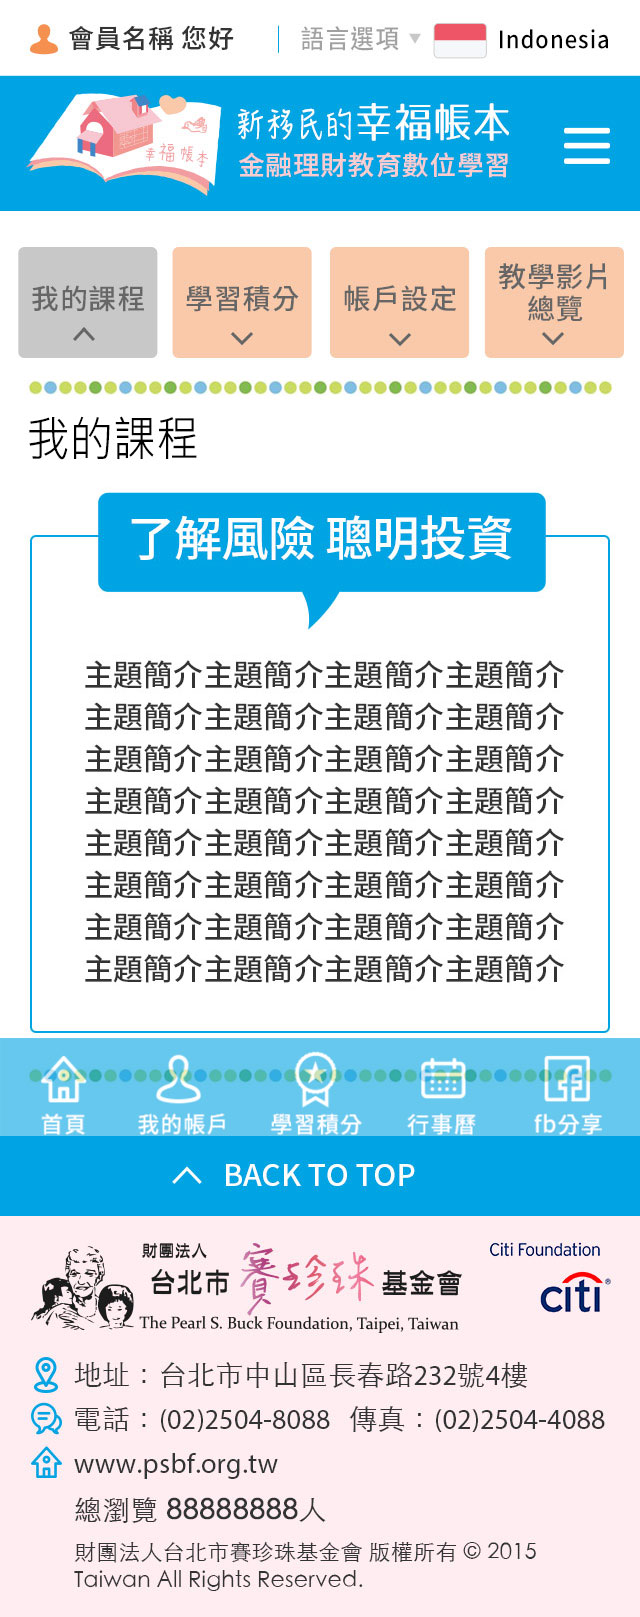 會員名稱 您好
語言選項
Indonesia
幸福帳本
新移民的幸福帳本
金融理財教育數位學習
我的課程
學習積分
帳戶設定
教學影片
總覽
我的課程
了解風險 聰明投資
主題簡介主題簡介主題簡介主題簡介
主題簡介主題簡介主題簡介主題簡介
主題簡介主題簡介主題簡介主題簡介
主題簡介主題簡介主題簡介主題簡介
主題簡介主題簡介主題簡介主題簡介
主題簡介主題簡介主題簡介主題簡介
主題簡介主題簡介主題簡介主題簡介
主題簡介主題簡介主題簡介主題簡介
首頁
我的帳戶
學習積分
行事曆
fb分享
BACK TO TOP
財團法人
台北市賽珍珠基金會
The Pearl S. Buck Foundation, Taipei, Taiwan
Citi Foundation
citi®
地址：台北市中山區長春路232號4樓
電話：(02)2504-8088 傳真：(02)2504-4088
www.psbf.org.tw
總瀏覽 88888888人
財團法人台北市賽珍珠基金會 版權所有 © 2015
Taiwan All Rights Reserved.